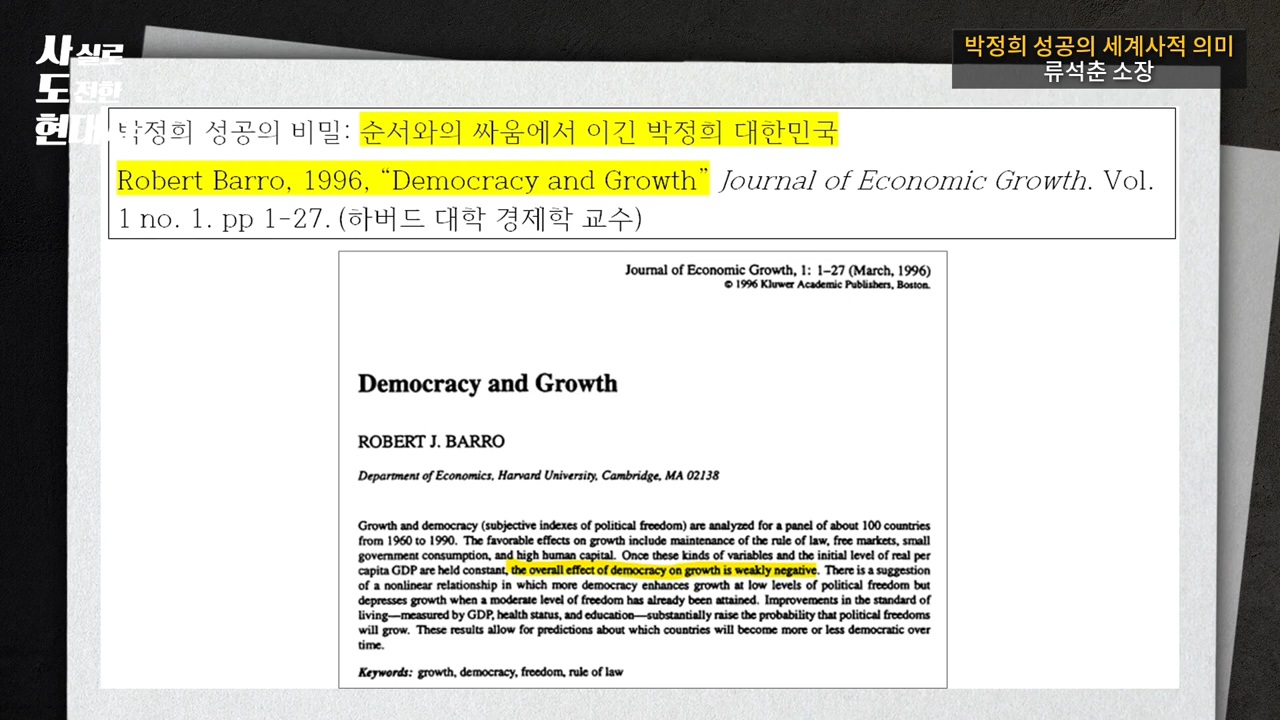 사실로
도전한
현대
박정희 성공의 세계사적 의미
류석춘 소장
박정희 성공의 비밀: 순서와의 싸움에서 이긴 박정희 대한민국
Robert Barro, 1996, “Democracy and Growth” Journal of Economic Growth. Vol.
1 no. 1. pp 1-27. (하버드 대학 경제학 교수)
Journal of Economic Growth, 1: 1–27 (March, 1996)
© 1996 Kluwer Academic Publishers, Boston.
Democracy and Growth
ROBERT J. BARRO
Department of Economics, Harvard University, Cambridge, MA 02138
Growth and democracy (subjective indexes of political freedom) are analyzed for a panel of about 100 countries
from 1960 to 1990. The favorable effects on growth include maintenance of the rule of law, free markets, small
government consumption, and high human capital. Once these kinds of variables and the initial level of real per
capita GDP are held constant, the overall effect of democracy on growth is weakly negative. There is a suggestion
of a nonlinear relationship in which more democracy enhances growth at low levels of political freedom but
depresses growth when a moderate level of freedom has already been attained. Improvements in the standard of
living—measured by GDP, health status, and education—substantially raise the probability that political freedoms
will grow. These results allow for predictions about which countries will become more or less democratic over
time.
Keywords: growth, democracy, freedom, rule of law